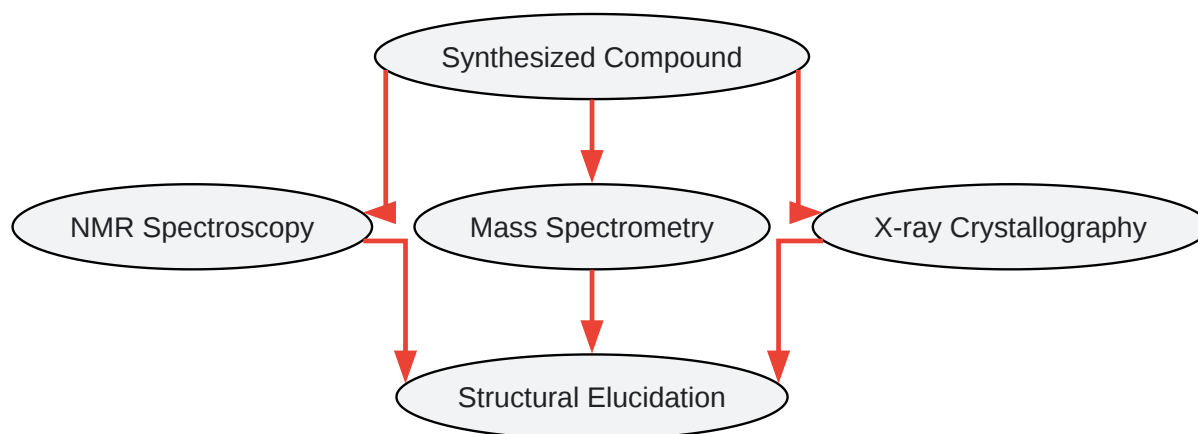 Synthesized Compound
NMR Spectroscopy
Mass Spectrometry
X-ray Crystallography
Structural Elucidation